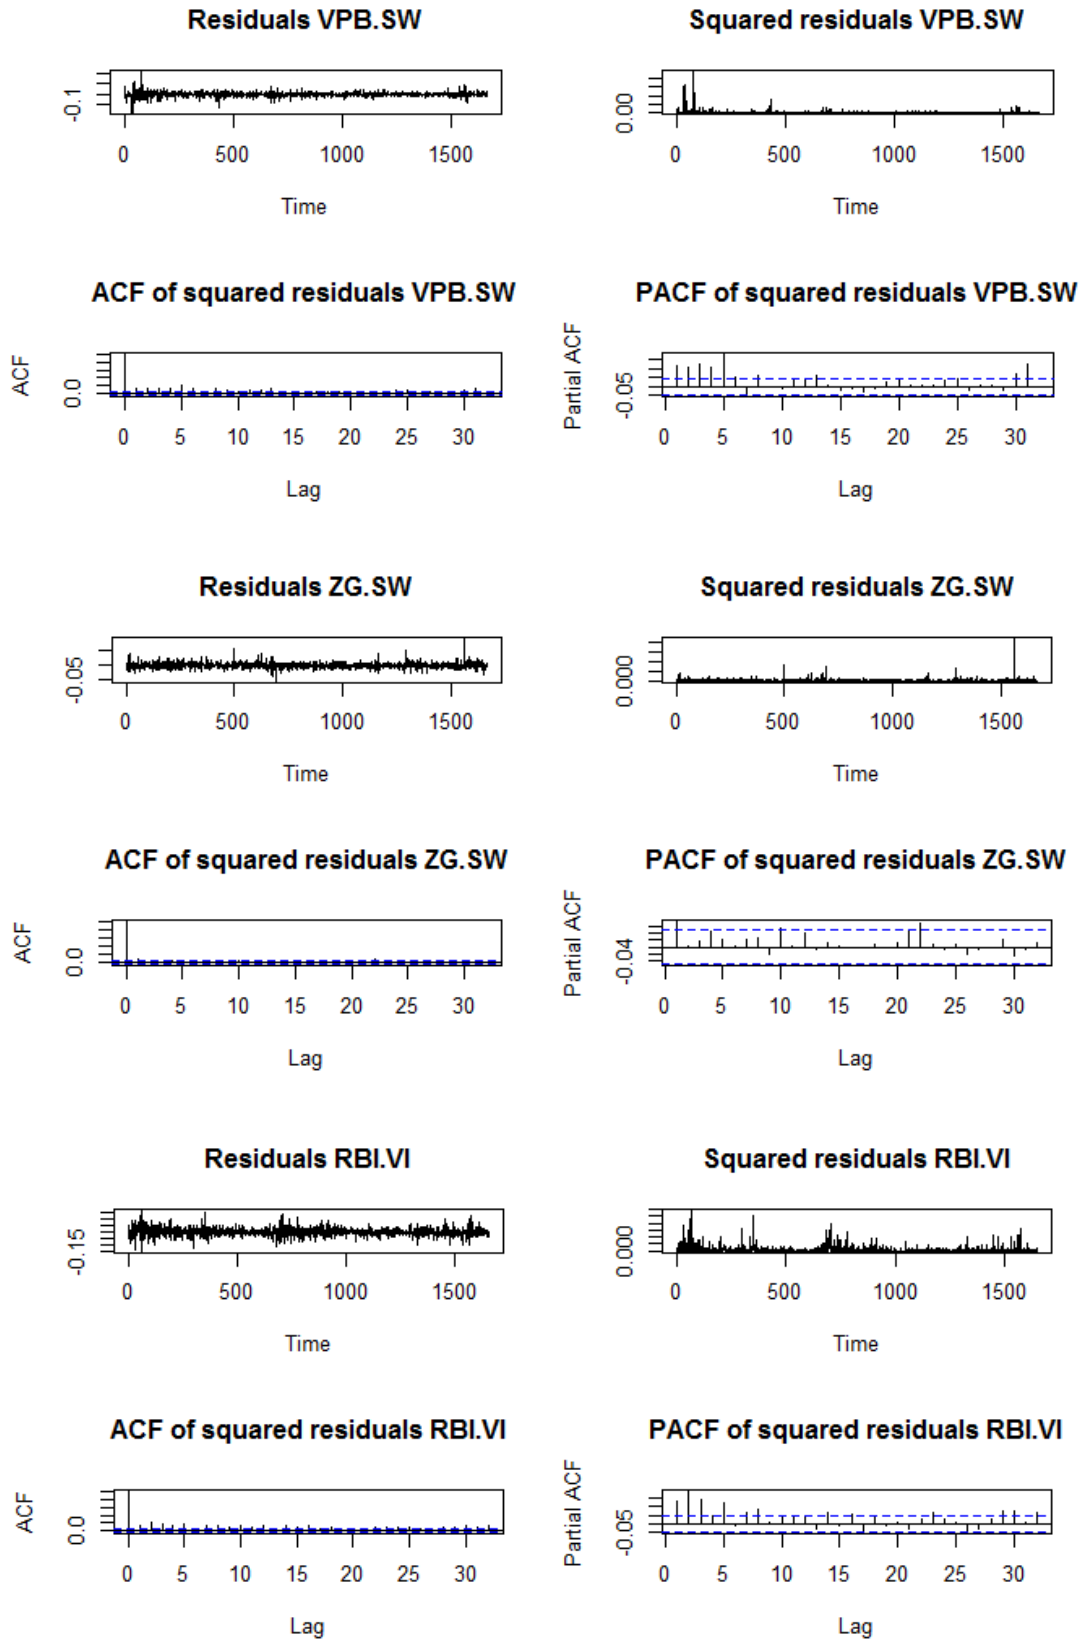 Residuals VPB.SW
Squared residuals VPB.SW
-0.1
0 500 1000 1500
Time
0.00
0 500 1000 1500
Time
ACF of squared residuals VPB.SW
PACF of squared residuals VPB.SW
ACF
0.0
0 5 10 15 20 25 30
Lag
Partial ACF
-0.05
0 5 10 15 20 25 30
Lag
Residuals ZG.SW
Squared residuals ZG.SW
-0.05
0 500 1000 1500
Time
0.000
0 500 1000 1500
Time
ACF of squared residuals ZG.SW
PACF of squared residuals ZG.SW
ACF
0.0
0 5 10 15 20 25 30
Lag
Partial ACF
-0.04
0 5 10 15 20 25 30
Lag
Residuals RBI.VI
Squared residuals RBI.VI
-0.15
0 500 1000 1500
Time
0.000
0 500 1000 1500
Time
ACF of squared residuals RBI.VI
PACF of squared residuals RBI.VI
ACF
0.0
0 5 10 15 20 25 30
Lag
Partial ACF
-0.05
0 5 10 15 20 25 30
Lag